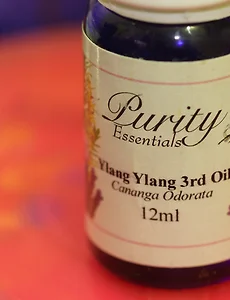 Purity
Essentials
Ylang Ylang 3rd Oil
Cananga Odorata
12ml